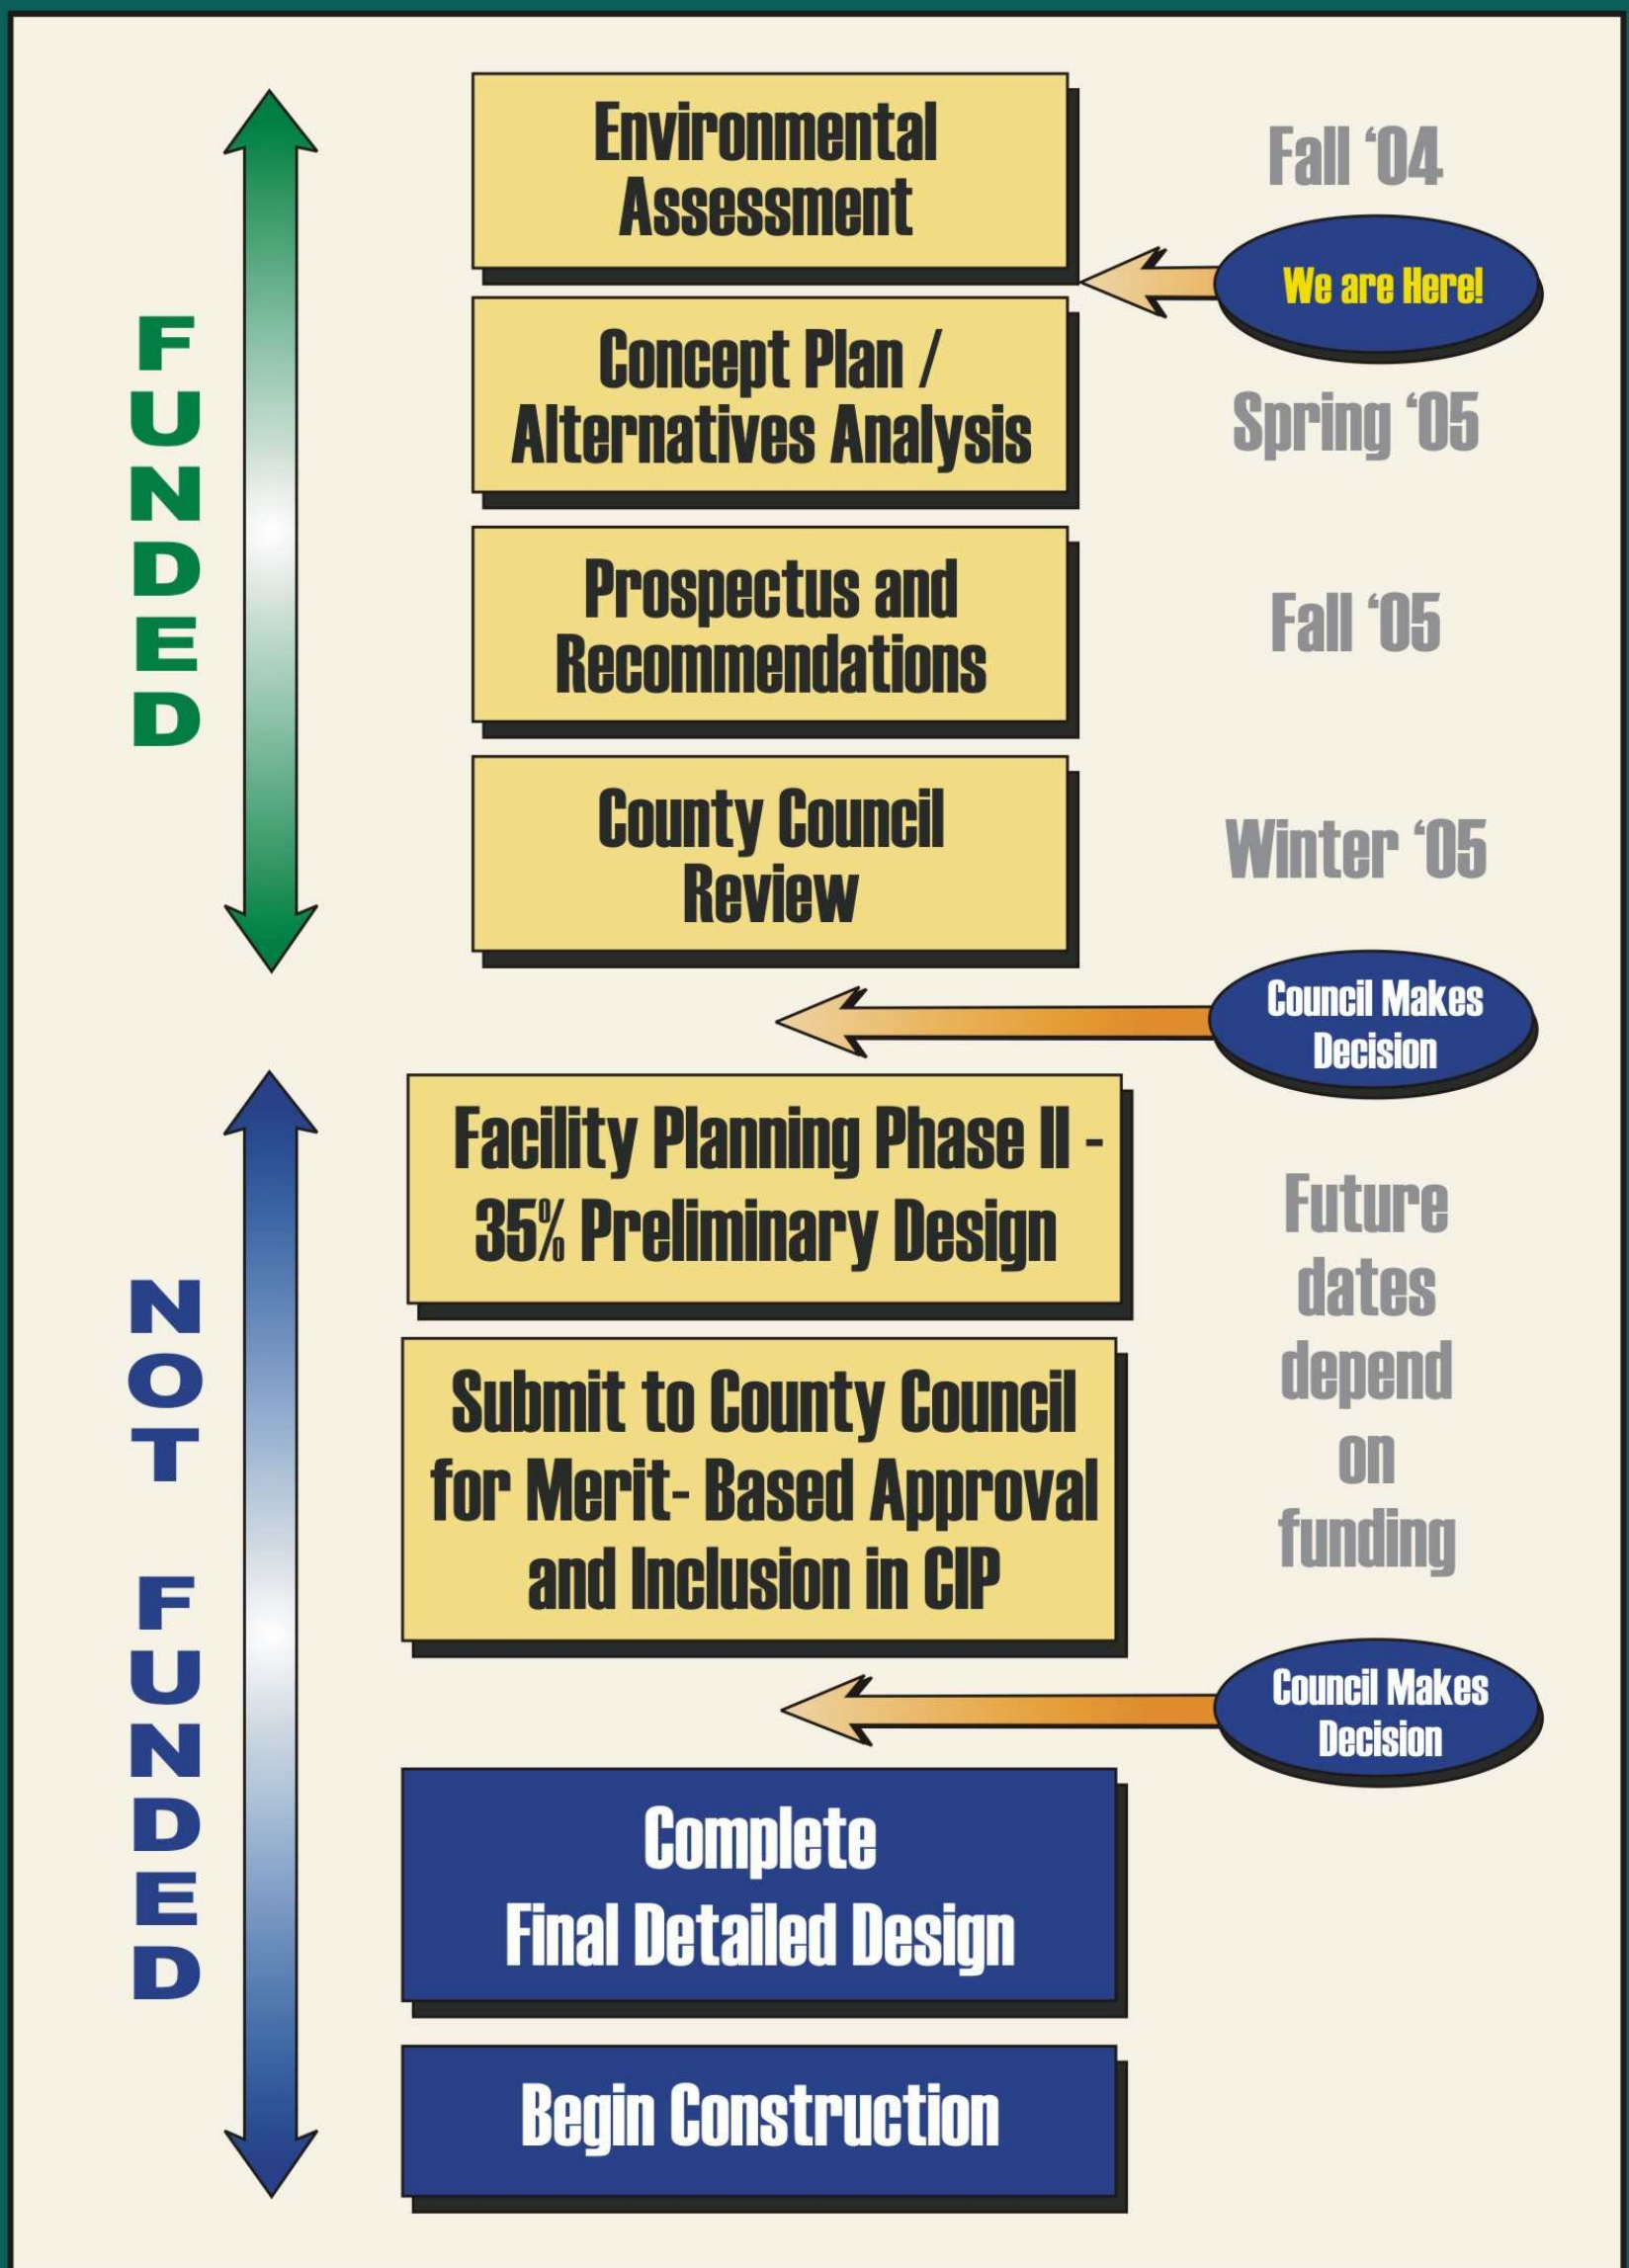 FUNDED
Environmental
Assessment
Fall ‘04
We are Here!
Concept Plan /
Alternatives Analysis
Spring ‘05
Prospectus and
Recommendations
Fall ‘05
County Council
Review
Winter ‘05
Council Makes
Decision
NOT FUNDED
Facility Planning Phase II -
35% Preliminary Design
Submit to County Council
for Merit- Based Approval
and Inclusion in CIP
Future
dates
depend
on
funding
Council Makes
Decision
Complete
Final Detailed Design
Begin Construction